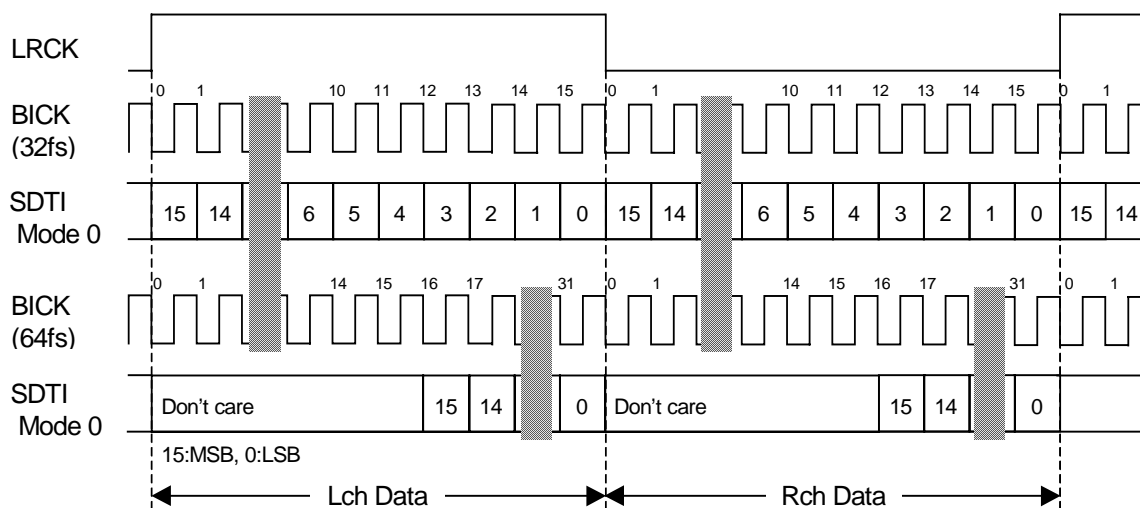 LRCK
0 1 10 11 12 13 14 15 0 1 10 11 12 13 14 15 0 1
BICK
(32fs)
SDTI
Mode 0
15 14 6 5 4 3 2 1 0 15 14 6 5 4 3 2 1 0 15 14
0 1 14 15 16 17 31 0 1 14 15 16 17 31 0 1
BICK
(64fs)
SDTI
Mode 0
Don't care 15 14 0 Don't care 15 14 0
15:MSB, 0:LSB
Lch Data Rch Data